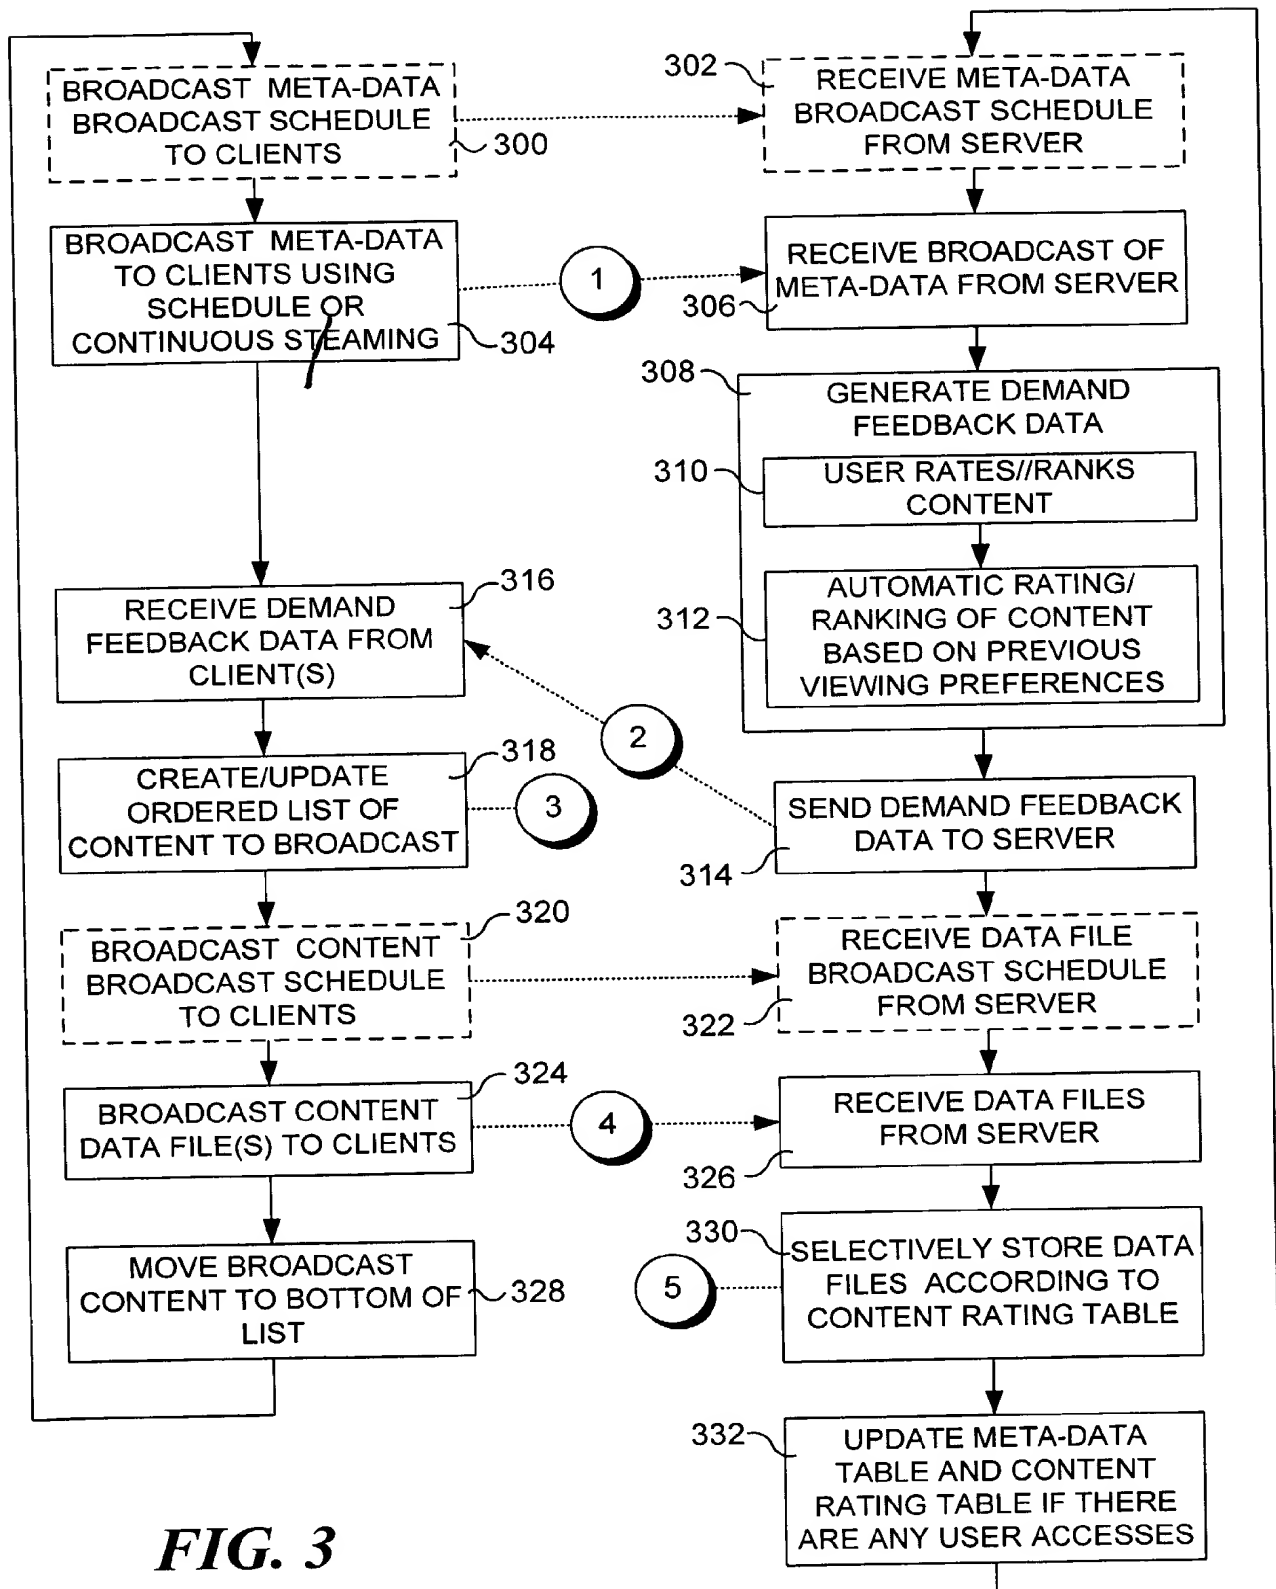 BROADCAST META-DATA
BROADCAST SCHEDULE
TO CLIENTS
300
302
RECEIVE META-DATA
BROADCAST SCHEDULE
FROM SERVER
BROADCAST META-DATA
TO CLIENTS USING
SCHEDULE OR
CONTINUOUS STEAMING
304
1
RECEIVE BROADCAST OF
META-DATA FROM SERVER
306
308
GENERATE DEMAND
FEEDBACK DATA
310
USER RATES//RANKS
CONTENT
312
AUTOMATIC RATING/
RANKING OF CONTENT
BASED ON PREVIOUS
VIEWING PREFERENCES
316
RECEIVE DEMAND
FEEDBACK DATA FROM
CLIENT(S)
2
SEND DEMAND FEEDBACK
DATA TO SERVER
314
318
CREATE/UPDATE
ORDERED LIST OF
CONTENT TO BROADCAST
3
320
BROADCAST CONTENT
BROADCAST SCHEDULE
TO CLIENTS
RECEIVE DATA FILE
BROADCAST SCHEDULE
FROM SERVER
322
324
BROADCAST CONTENT
DATA FILE(S) TO CLIENTS
4
RECEIVE DATA FILES
FROM SERVER
326
MOVE BROADCAST
CONTENT TO BOTTOM OF
LIST
328
330
SELECTIVELY STORE DATA
FILES ACCORDING TO
CONTENT RATING TABLE
5
332
UPDATE META-DATA
TABLE AND CONTENT
RATING TABLE IF THERE
ARE ANY USER ACCESSES
FIG. 3